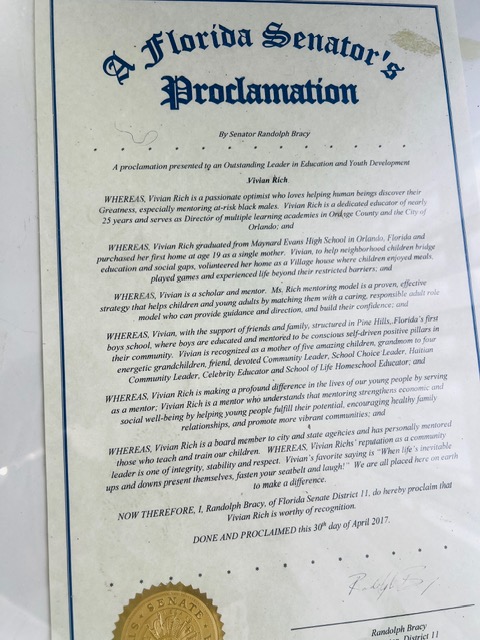 A Florida Senator's
Proclamation
By Senator Randolph Bracy
A proclamation presented to an Outstanding Leader in Education and Youth Development
Vivian Rich
WHEREAS, Vivian Rich is a passionate optimist who loves helping human beings discover their
Greatness, especially mentoring at-risk black males. Vivian Rich is a dedicated educator of nearly
25 years and serves as Director of multiple learning academies in Orange County and the City of
Orlando; and
WHEREAS, Vivian Rich graduated from Maynard Evans High School in Orlando, Florida and
purchased her first home at age 19 as a single mother. Vivian, to help neighborhood children bridge
education and social gaps, volunteered her home as a Village house where children enjoyed meals,
played games and experienced life beyond their restricted barriers; and
WHEREAS, Vivian is a scholar and mentor. Ms. Rich mentoring model is a proven, effective
strategy that helps children and young adults by matching them with a caring, responsible adult role
model who can provide guidance and direction, and build their confidence; and
WHEREAS, Vivian, with the support of friends and family, structured in Pine Hills, Florida's first
boys school, where boys are educated and mentored to be conscious self-driven positive pillars in
their community. Vivian is recognized as a mother of five amazing children, grandmom to four
energetic grandchildren, friend, devoted Community Leader, School Choice Leader, Haitian
Community Leader, Celebrity Educator and School of Life Homeschool Educator; and
WHEREAS, Vivian Rich is making a profound difference in the lives of our young people by serving
as a mentor; Vivian Rich is a mentor who understands that mentoring strengthens economic and
social well-being by helping young people fulfill their potential, encouraging healthy family
relationships, and promote more vibrant communities; and
WHEREAS, Vivian Rich is a board member to city and state agencies and has personally mentored
those who teach and train our children. WHEREAS, Vivian Richs' reputation as a community
leader is one of integrity, stability and respect. Vivian's favorite saying is "When life's inevitable
ups and downs present themselves, fasten your seatbelt and laugh!" We are all placed here on earth
to make a difference.
NOW THEREFORE, I, Randolph Bracy, of Florida Senate District 11, do hereby proclaim that
Vivian Rich is worthy of recognition.
DONE AND PROCLAIMED this 30th day of April 2017.
Randolph Bracy
SENATE
Randolph Bracy
District 11